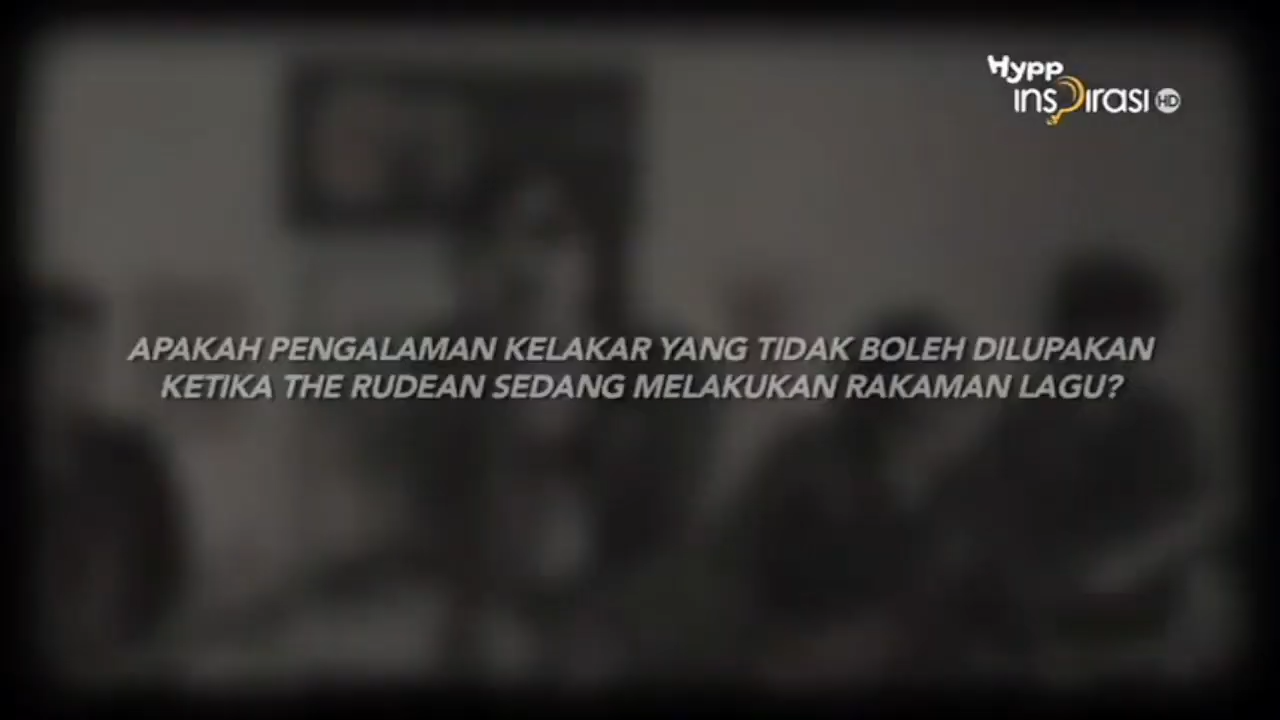 Hypp
inspirasi HD
APAKAH PENGALAMAN KELAKAR YANG TIDAK BOLEH DILUPAKAN
KETIKA THE RUDEAN SEDANG MELAKUKAN RAKAMAN LAGU?